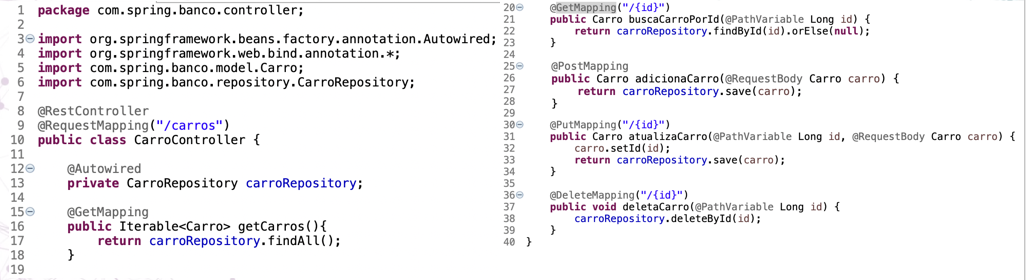 1 package com.spring.banco.controller;
2
3 import org.springframework.beans.factory.annotation.Autowired;
4 import org.springframework.web.bind.annotation.*;
5 import com.spring.banco.model.Carro;
6 import com.spring.banco.repository.CarroRepository;
7
8 @RestController
9 @RequestMapping("/carros")
10 public class CarroController {
11
12 @Autowired
13 private CarroRepository carroRepository;
14
15 @GetMapping
16 public Iterable<Carro> getCarros(){
17 return carroRepository.findAll();
18 }
19
20 @GetMapping("/{id}")
21 public Carro buscaCarroPorId(@PathVariable Long id) {
22 return carroRepository.findById(id).orElse(null);
23 }
24
25 @PostMapping
26 public Carro adicionaCarro(@RequestBody Carro carro) {
27 return carroRepository.save(carro);
28 }
29
30 @PutMapping("/{id}")
31 public Carro atualizaCarro(@PathVariable Long id, @RequestBody Carro carro) {
32 carro.setId(id);
33 return carroRepository.save(carro);
34 }
35
36 @DeleteMapping("/{id}")
37 public void deletaCarro(@PathVariable Long id) {
38 carroRepository.deleteById(id);
39 }
40 }